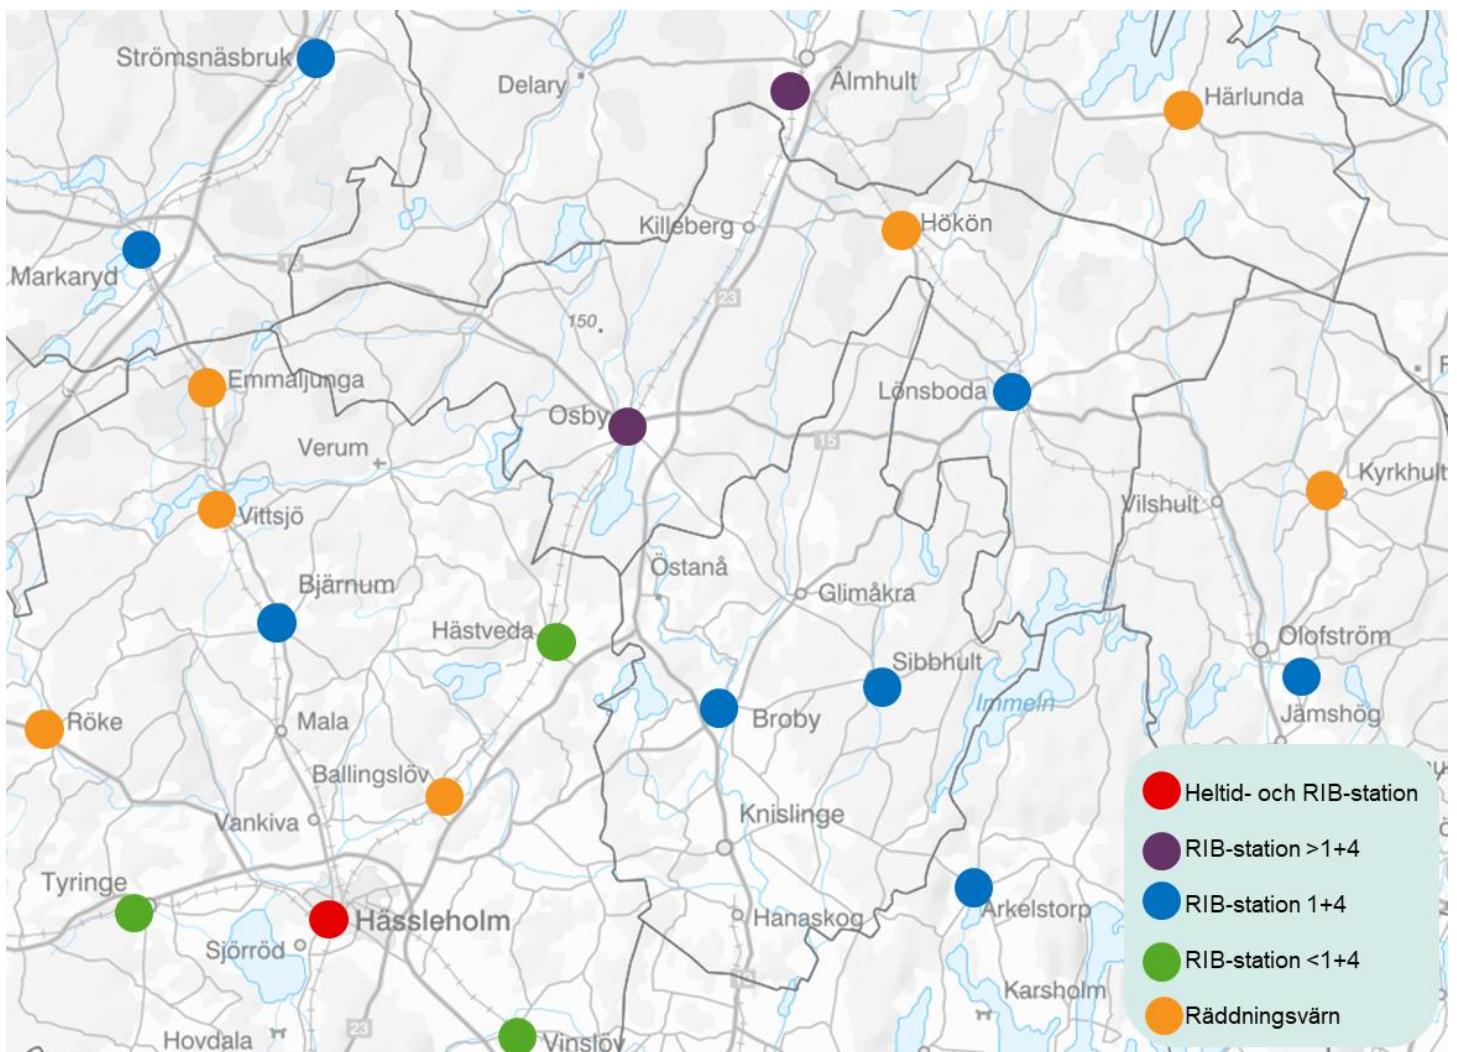 Strömsnäsbruk
Delary
Älmhult
Härlunda
Killeberg
Hökön
Markaryd
15
23
150
Emmaljunga
Lönsboda
Osby
15
Verum
Kyrkhult
Vilshult
Vittsjö
Östanå
Bjärnum
Glimåkra
Hästveda
Olofström
Sibbhult
Immeln
Röke
Mala
Broby
Jämshög
Ballingslöv
Vankiva
Knislinge
Tyringe
Hässleholm
Hanaskog
Arkelstorp
Sjörröd
Karsholm
Hovdala
23
Vinslöv
Heltid- och RIB-station
RIB-station >1+4
RIB-station 1+4
RIB-station <1+4
Räddningsvärn